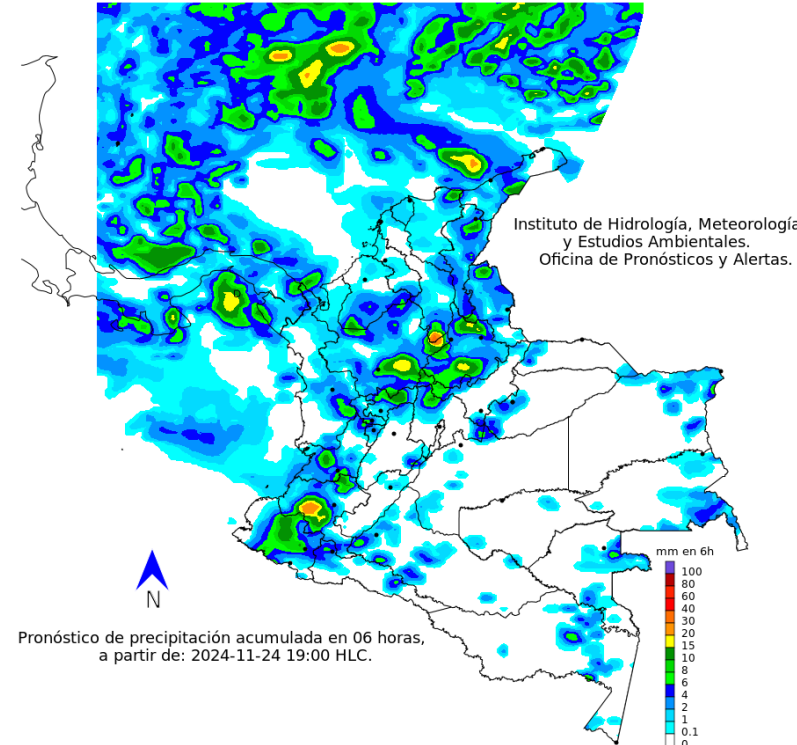 Instituto de Hidrología, Meteorología
y Estudios Ambientales.
Oficina de Pronósticos y Alertas.
mm en 6h
100
80
60
40
30
20
15
10
8
6
4
2
1
0.1
0
N
Pronóstico de precipitación acumulada en 06 horas,
a partir de: 2024-11-24 19:00 HLC.